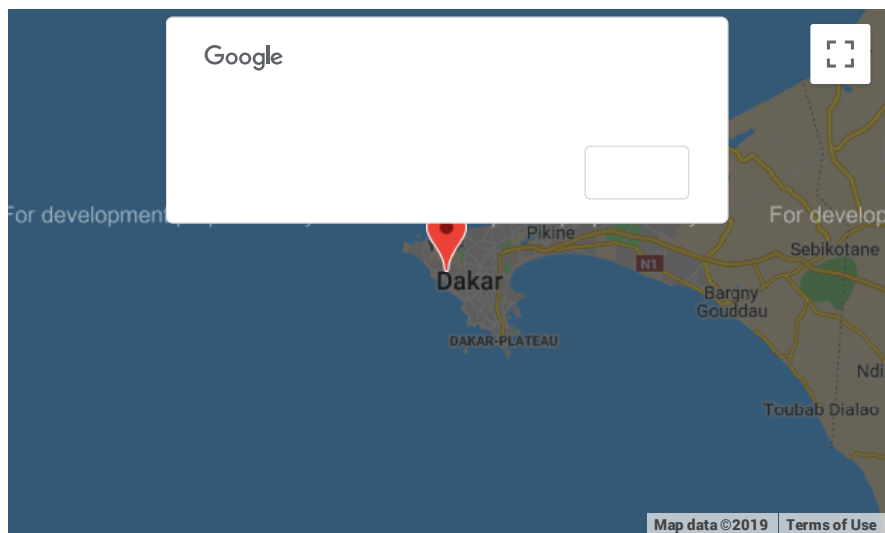 Google
For development
For develop
Pikine
N1
Sebikotane
Dakar
Bargny
Gouddau
DAKAR-PLATEAU
Ndi
Toubab Dialao
Map data ©2019
Terms of Use